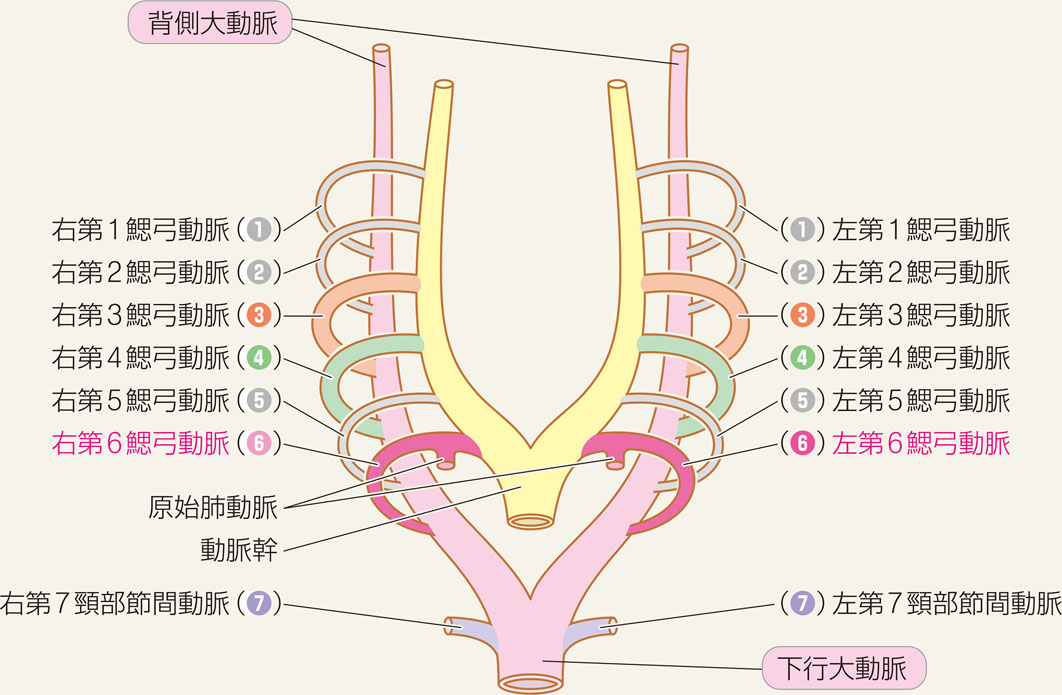 背側大動脈
右第1鰓弓動脈(1)
右第2鰓弓動脈(2)
右第3鰓弓動脈(3)
右第4鰓弓動脈(4)
右第5鰓弓動脈(5)
右第6鰓弓動脈(6)
原始肺動脈
動脈幹
右第7頸部節間動脈(7)
(1)左第1鰓弓動脈
(2)左第2鰓弓動脈
(3)左第3鰓弓動脈
(4)左第4鰓弓動脈
(5)左第5鰓弓動脈
(6)左第6鰓弓動脈
(7)左第7頸部節間動脈
下行大動脈